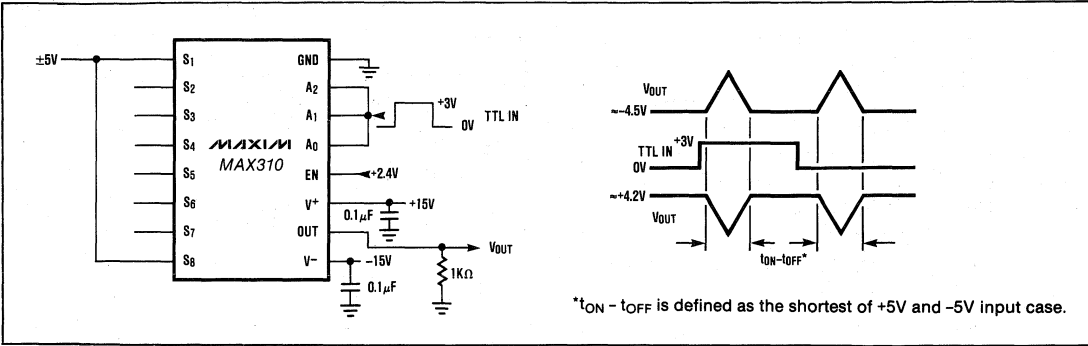 ±5V
S1
S2
S3
S4
S5
S6
S7
S8
MAXIM
MAX310
GND
A2
A1
A0
EN
V+
OUT
V−
+3V
0V
TTL IN
+2.4V
+15V
0.1µF
VOUT
−15V
0.1µF
1KΩ
VOUT
≈−4.5V
+3V
TTL IN
0V
≈+4.2V
VOUT
tON−tOFF*
*tON − tOFF is defined as the shortest of +5V and −5V input case.